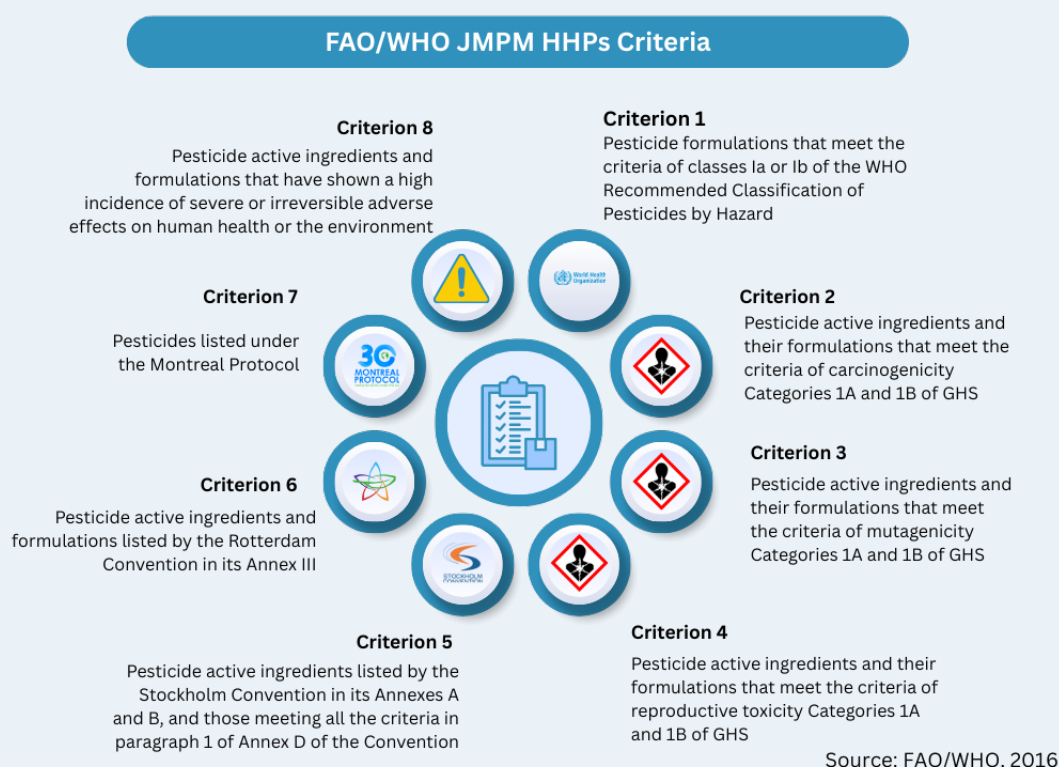 FAO/WHO JMPM HHPs Criteria
Criterion 1
Pesticide formulations that meet the
criteria of classes Ia or Ib of the WHO
Recommended Classification of
Pesticides by Hazard
World Health
Organization
Criterion 2
Pesticide active ingredients and
their formulations that meet the
criteria of carcinogenicity
Categories 1A and 1B of GHS
Criterion 3
Pesticide active ingredients and
their formulations that meet
the criteria of mutagenicity
Categories 1A and 1B of GHS
Criterion 4
Pesticide active ingredients and their
formulations that meet the criteria of
reproductive toxicity Categories 1A
and 1B of GHS
Criterion 5
Pesticide active ingredients listed by the
Stockholm Convention in its Annexes A
and B, and those meeting all the criteria in
paragraph 1 of Annex D of the Convention
STOCKHOLM
CONVENTION
Criterion 6
Pesticide active ingredients and
formulations listed by the Rotterdam
Convention in its Annex III
Criterion 7
Pesticides listed under
the Montreal Protocol
30
MONTREAL
PROTOCOL
Criterion 8
Pesticide active ingredients and
formulations that have shown a high
incidence of severe or irreversible adverse
effects on human health or the environment
Source: FAO/WHO, 2016